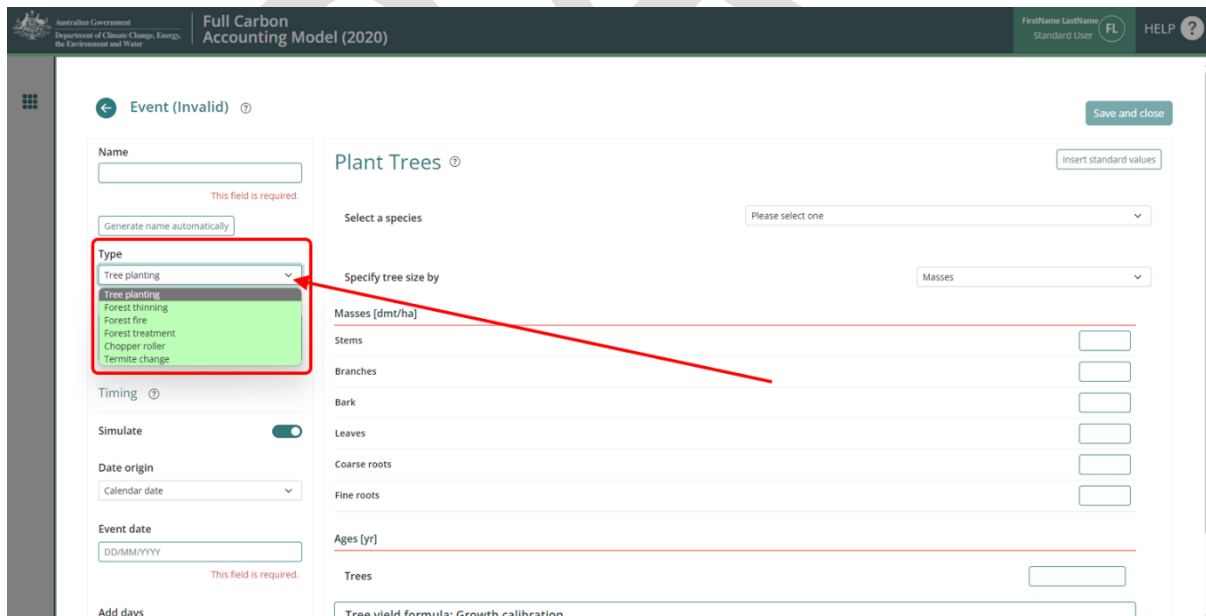 Australian Government
Department of Climate Change, Energy,
the Environment and Water
Full Carbon
Accounting Model (2020)
FirstName LastName
Standard User
FL
HELP ?
Event (Invalid) ?
Save and close
Name
This field is required.
Generate name automatically
Type
Tree planting
Tree planting
Forest thinning
Forest fire
Forest treatment
Chopper roller
Termite change
Timing ?
Simulate
Date origin
Calendar date
Event date
DD/MM/YYYY
This field is required.
Add days
Plant Trees ?
Insert standard values
Select a species
Please select one
Specify tree size by
Masses
Masses [dmt/ha]
Stems
Branches
Bark
Leaves
Coarse roots
Fine roots
Ages [yr]
Trees
Tree yield formula: Growth calibration